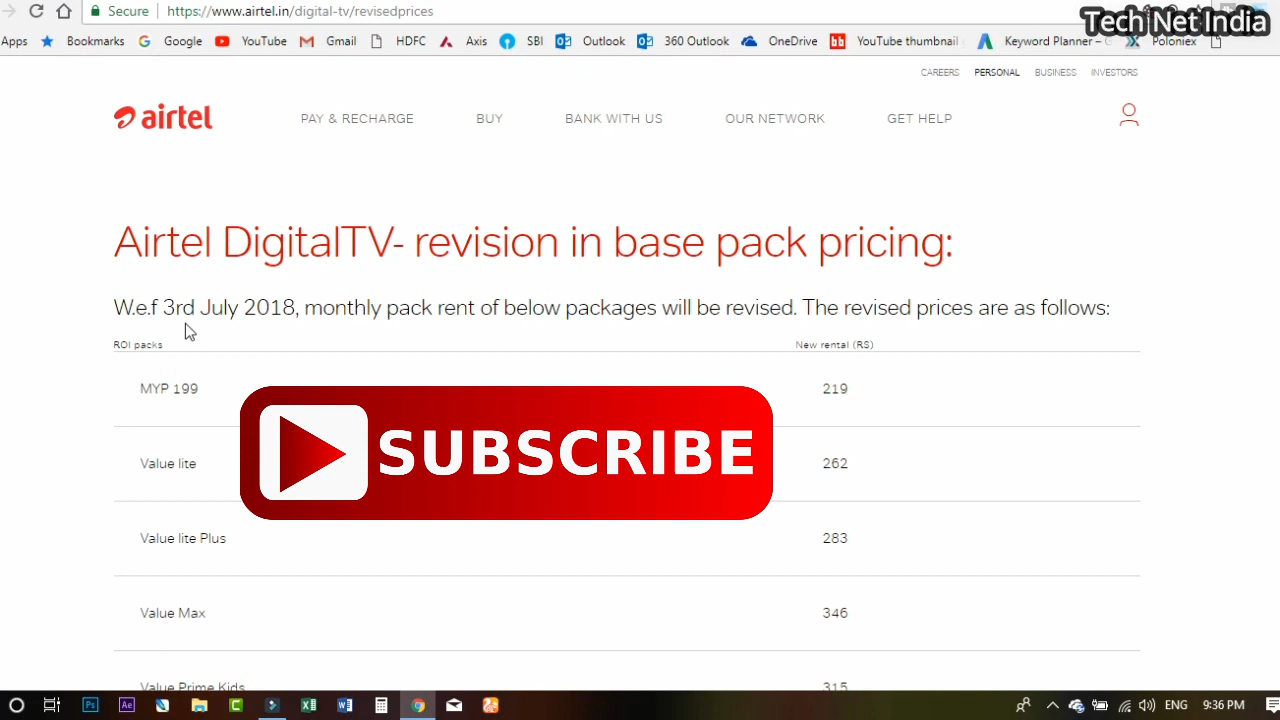 Secure https://www.airtel.in/digital-tv/revisedprices
Tech Net India
Apps Bookmarks Google YouTube Gmail HDFC Axis SBI Outlook 360 Outlook OneDrive YouTube thumbnail Keyword Planner – Poloniex
CAREERS PERSONAL BUSINESS INVESTORS
airtel PAY & RECHARGE BUY BANK WITH US OUR NETWORK GET HELP
Airtel DigitalTV- revision in base pack pricing:
W.e.f 3rd July 2018, monthly pack rent of below packages will be revised. The revised prices are as follows:
ROI packs New rental (RS)
MYP 199 219
SUBSCRIBE
Value lite 262
Value lite Plus 283
Value Max 346
Value Prime Kids 315
Ps Ae ENG 9:36 PM